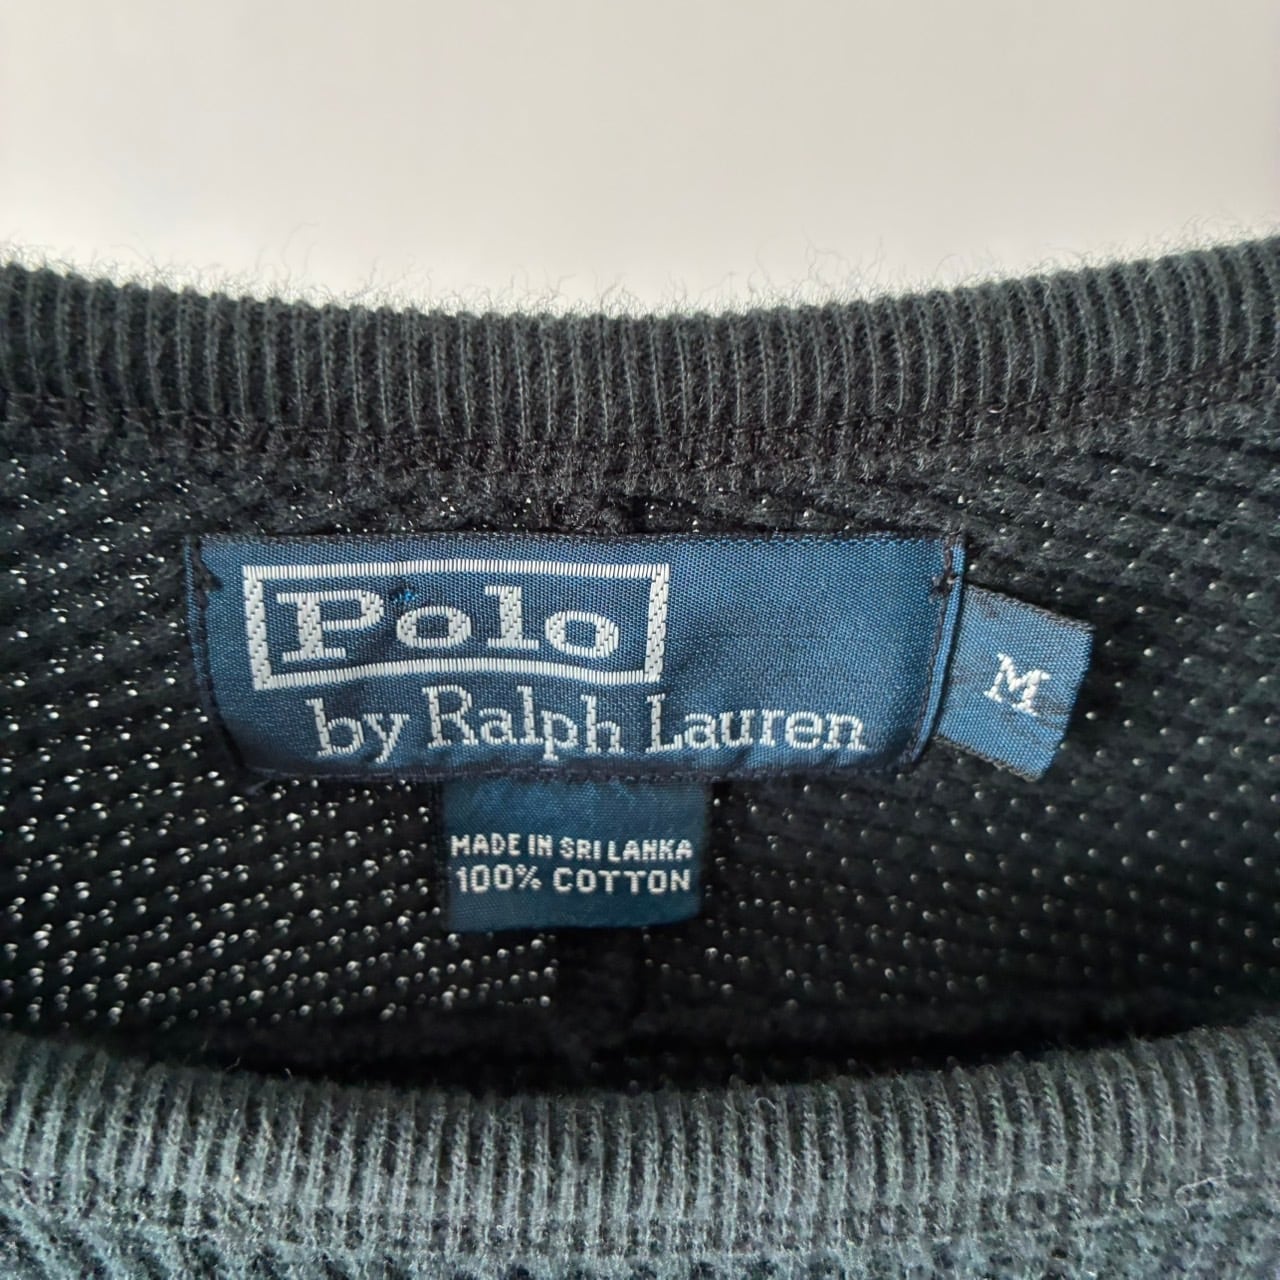 Polo
by Ralph Lauren
M
MADE IN SRI LANKA
100% COTTON